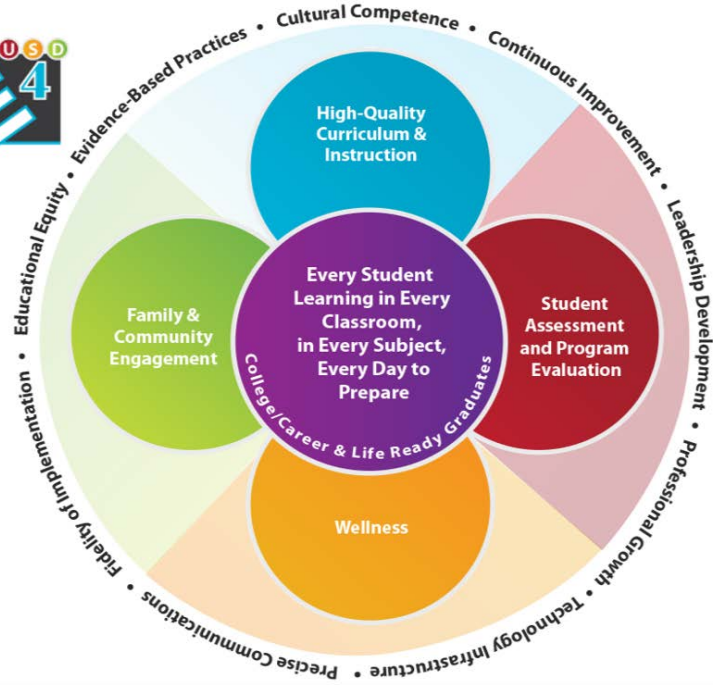 USD
4
Cultural Competence • Continuous Improvement • Leadership Development • Professional Growth • Technology Infrastructure • Precise Communications • Fidelity of Implementation • Educational Equity • Evidence-Based Practices •
High-Quality
Curriculum &
Instruction
Family &
Community
Engagement
Every Student
Learning in Every
Classroom,
in Every Subject,
Every Day to
Prepare
College/Career & Life Ready Graduates
Student
Assessment
and Program
Evaluation
Wellness